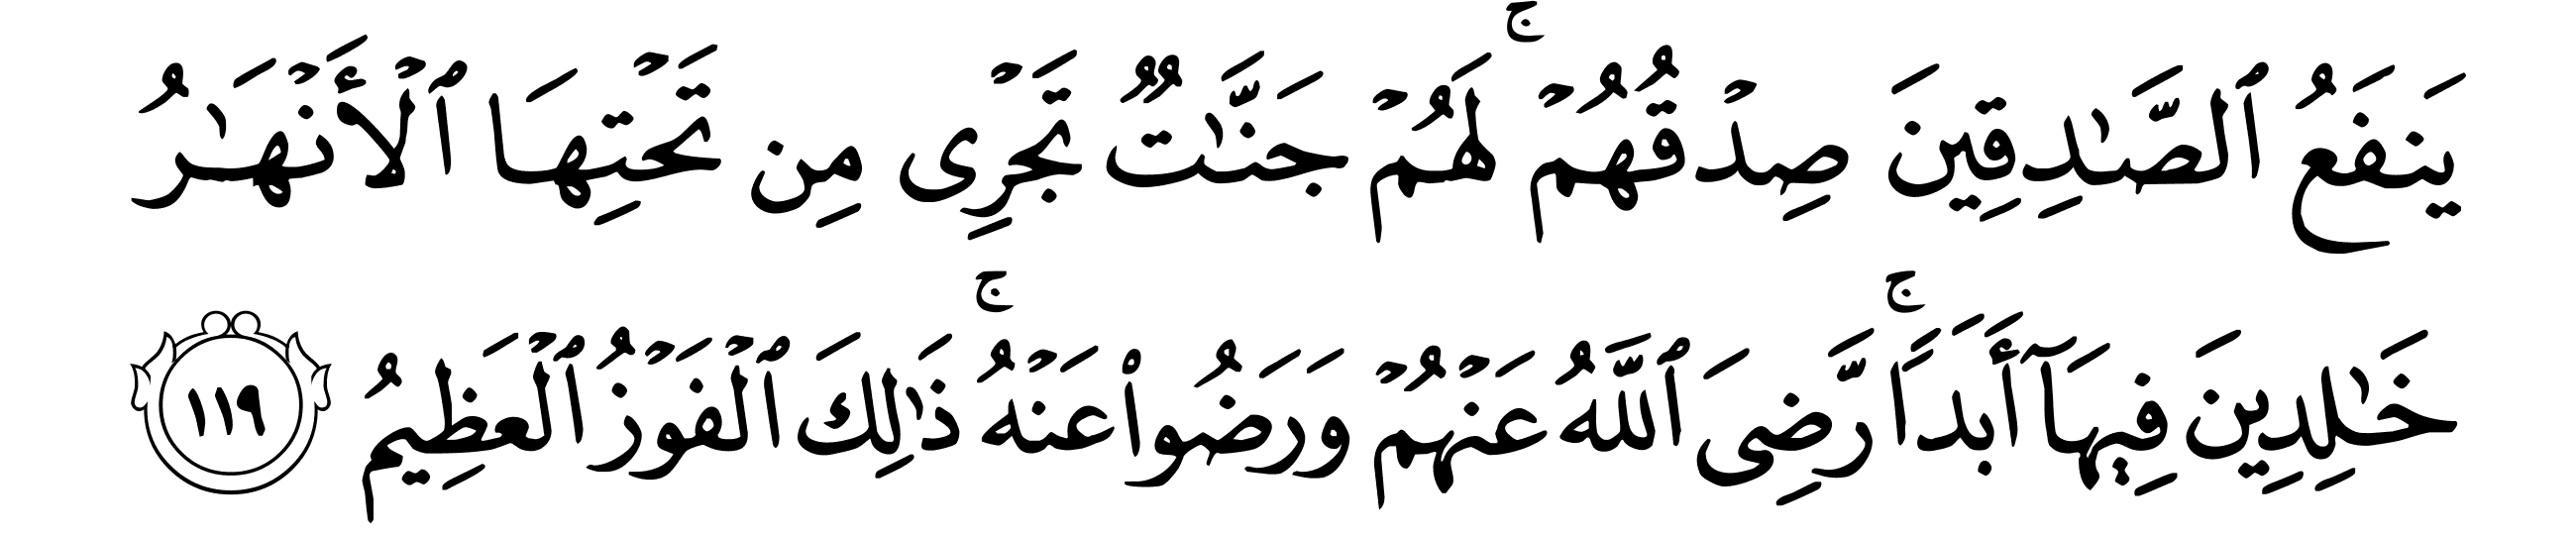 يَنفَعُ ٱلصَّٰدِقِينَ صِدۡقُهُمۡۚ لَهُمۡ جَنَّٰتٞ تَجۡرِي مِن تَحۡتِهَا ٱلۡأَنۡهَٰرُ
خَٰلِدِينَ فِيهَآ أَبَدٗاۚ رَّضِيَ ٱللَّهُ عَنۡهُمۡ وَرَضُواْ عَنۡهُۚ ذَٰلِكَ ٱلۡفَوۡزُ ٱلۡعَظِيمُ ١١٩